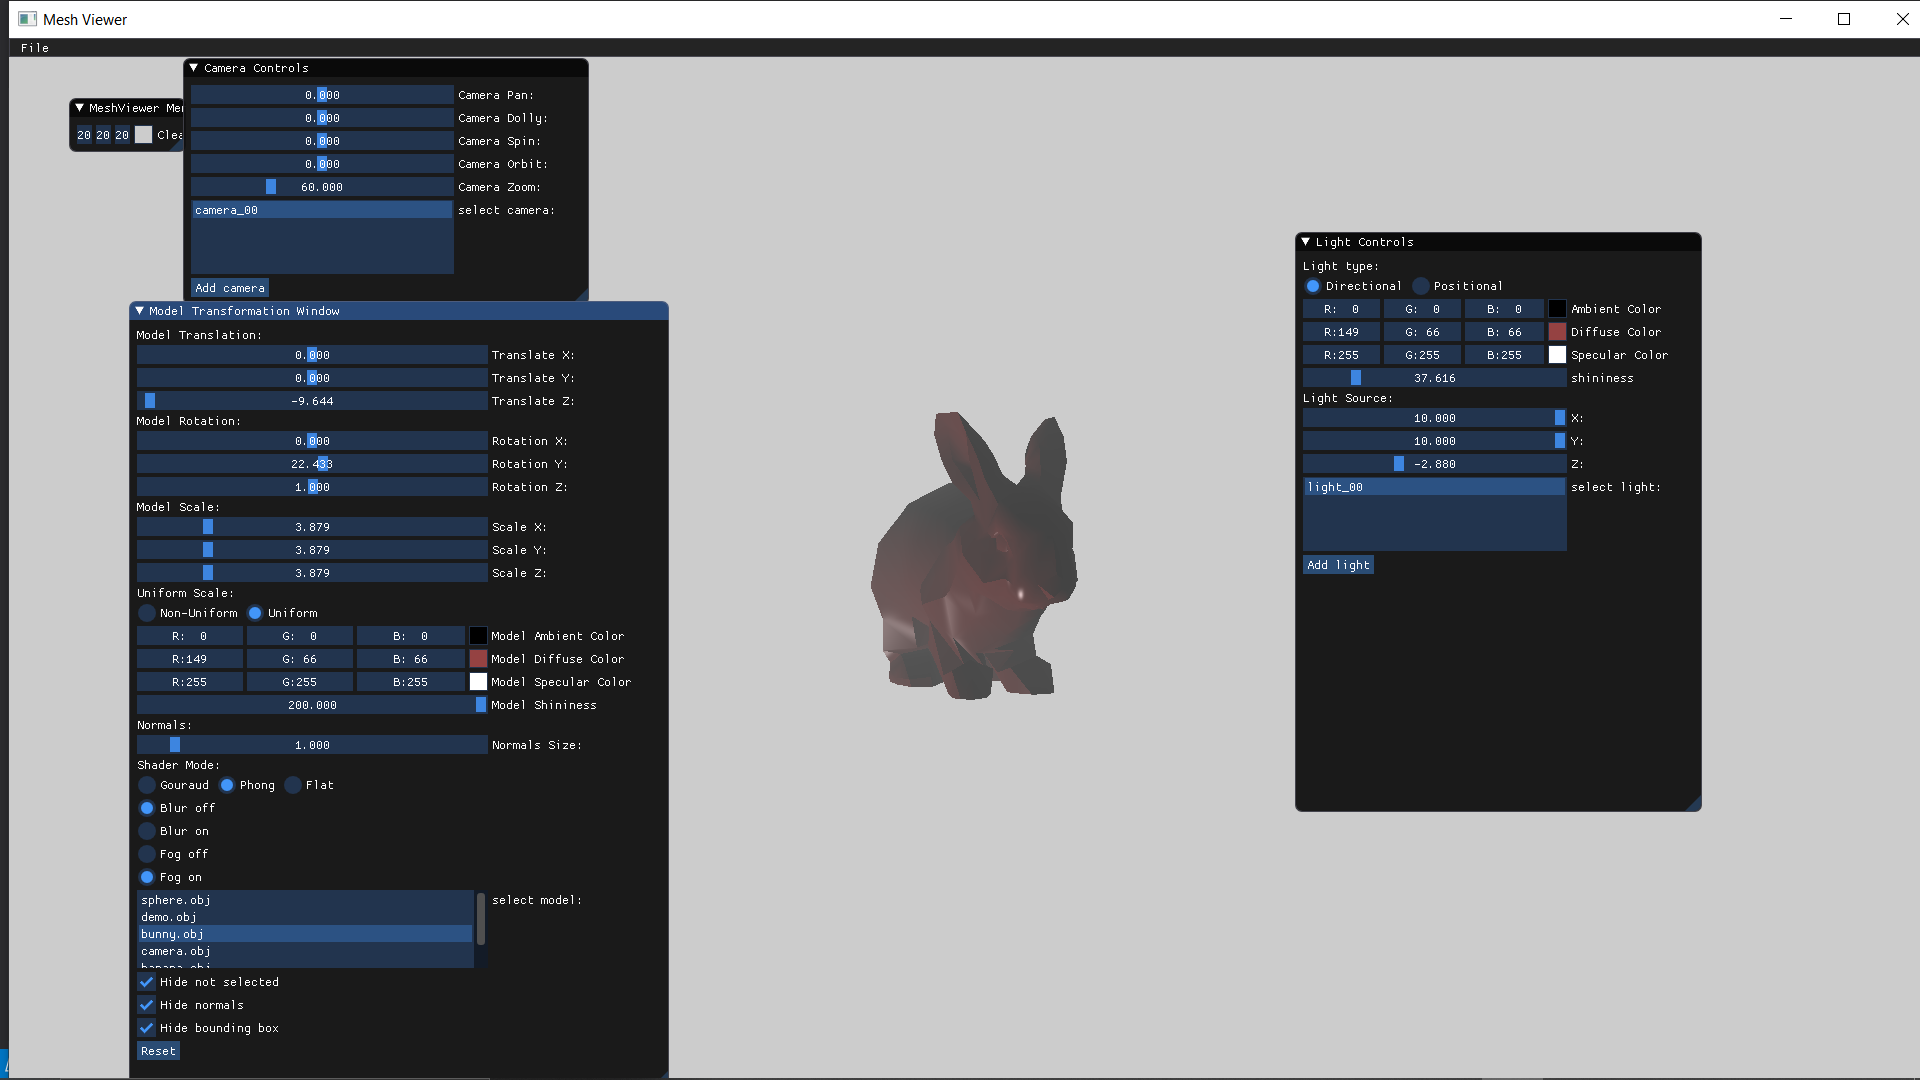 Mesh Viewer
File
Camera Controls
0.000 Camera Pan:
0.000 Camera Dolly:
0.000 Camera Spin:
0.000 Camera Orbit:
60.000 Camera Zoom:
camera_00 select camera:
Add camera
MeshViewer
20 20 20
Model Transformation Window
Model Translation:
0.000 Translate X:
0.000 Translate Y:
-9.644 Translate Z:
Model Rotation:
0.000 Rotation X:
22.433 Rotation Y:
1.000 Rotation Z:
Model Scale:
3.879 Scale X:
3.879 Scale Y:
3.879 Scale Z:
Uniform Scale:
Non-Uniform Uniform
R: 0 G: 0 B: 0 Model Ambient Color
R:149 G: 66 B: 66 Model Diffuse Color
R:255 G:255 B:255 Model Specular Color
200.000 Model Shininess
Normals:
1.000 Normals Size:
Shader Mode:
Gouraud Phong Flat
Blur off
Blur on
Fog off
Fog on
sphere.obj select model:
demo.obj
bunny.obj
camera.obj
Hide not selected
Hide normals
Hide bounding box
Reset
Light Controls
Light type:
Directional Positional
R: 0 G: 0 B: 0 Ambient Color
R:149 G: 66 B: 66 Diffuse Color
R:255 G:255 B:255 Specular Color
37.616 shininess
Light Source:
10.000 X:
10.000 Y:
-2.880 Z:
light_00 select light:
Add light